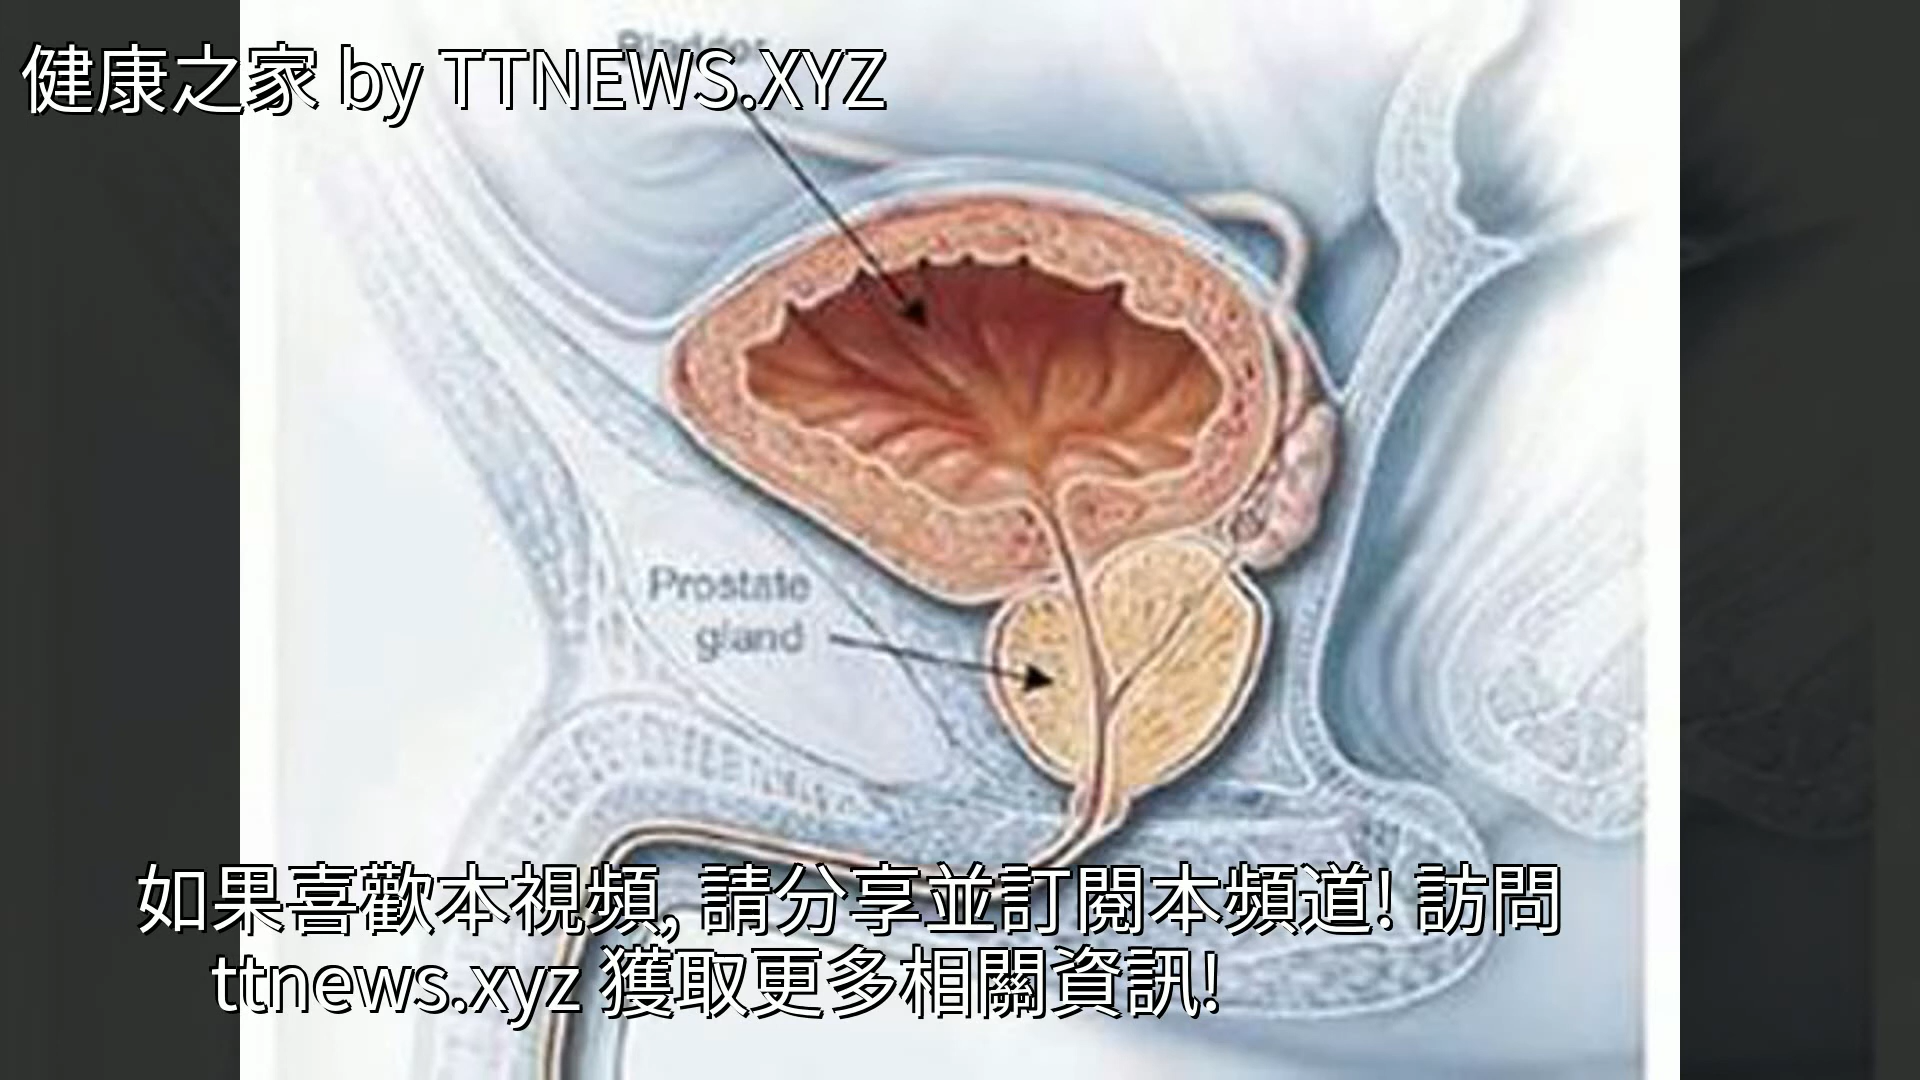 Bladder
健康之家 by TTNEWS.XYZ
Prostate
gland
如果喜歡本視頻, 請分享並訂閱本頻道! 訪問
ttnews.xyz 獲取更多相關資訊!